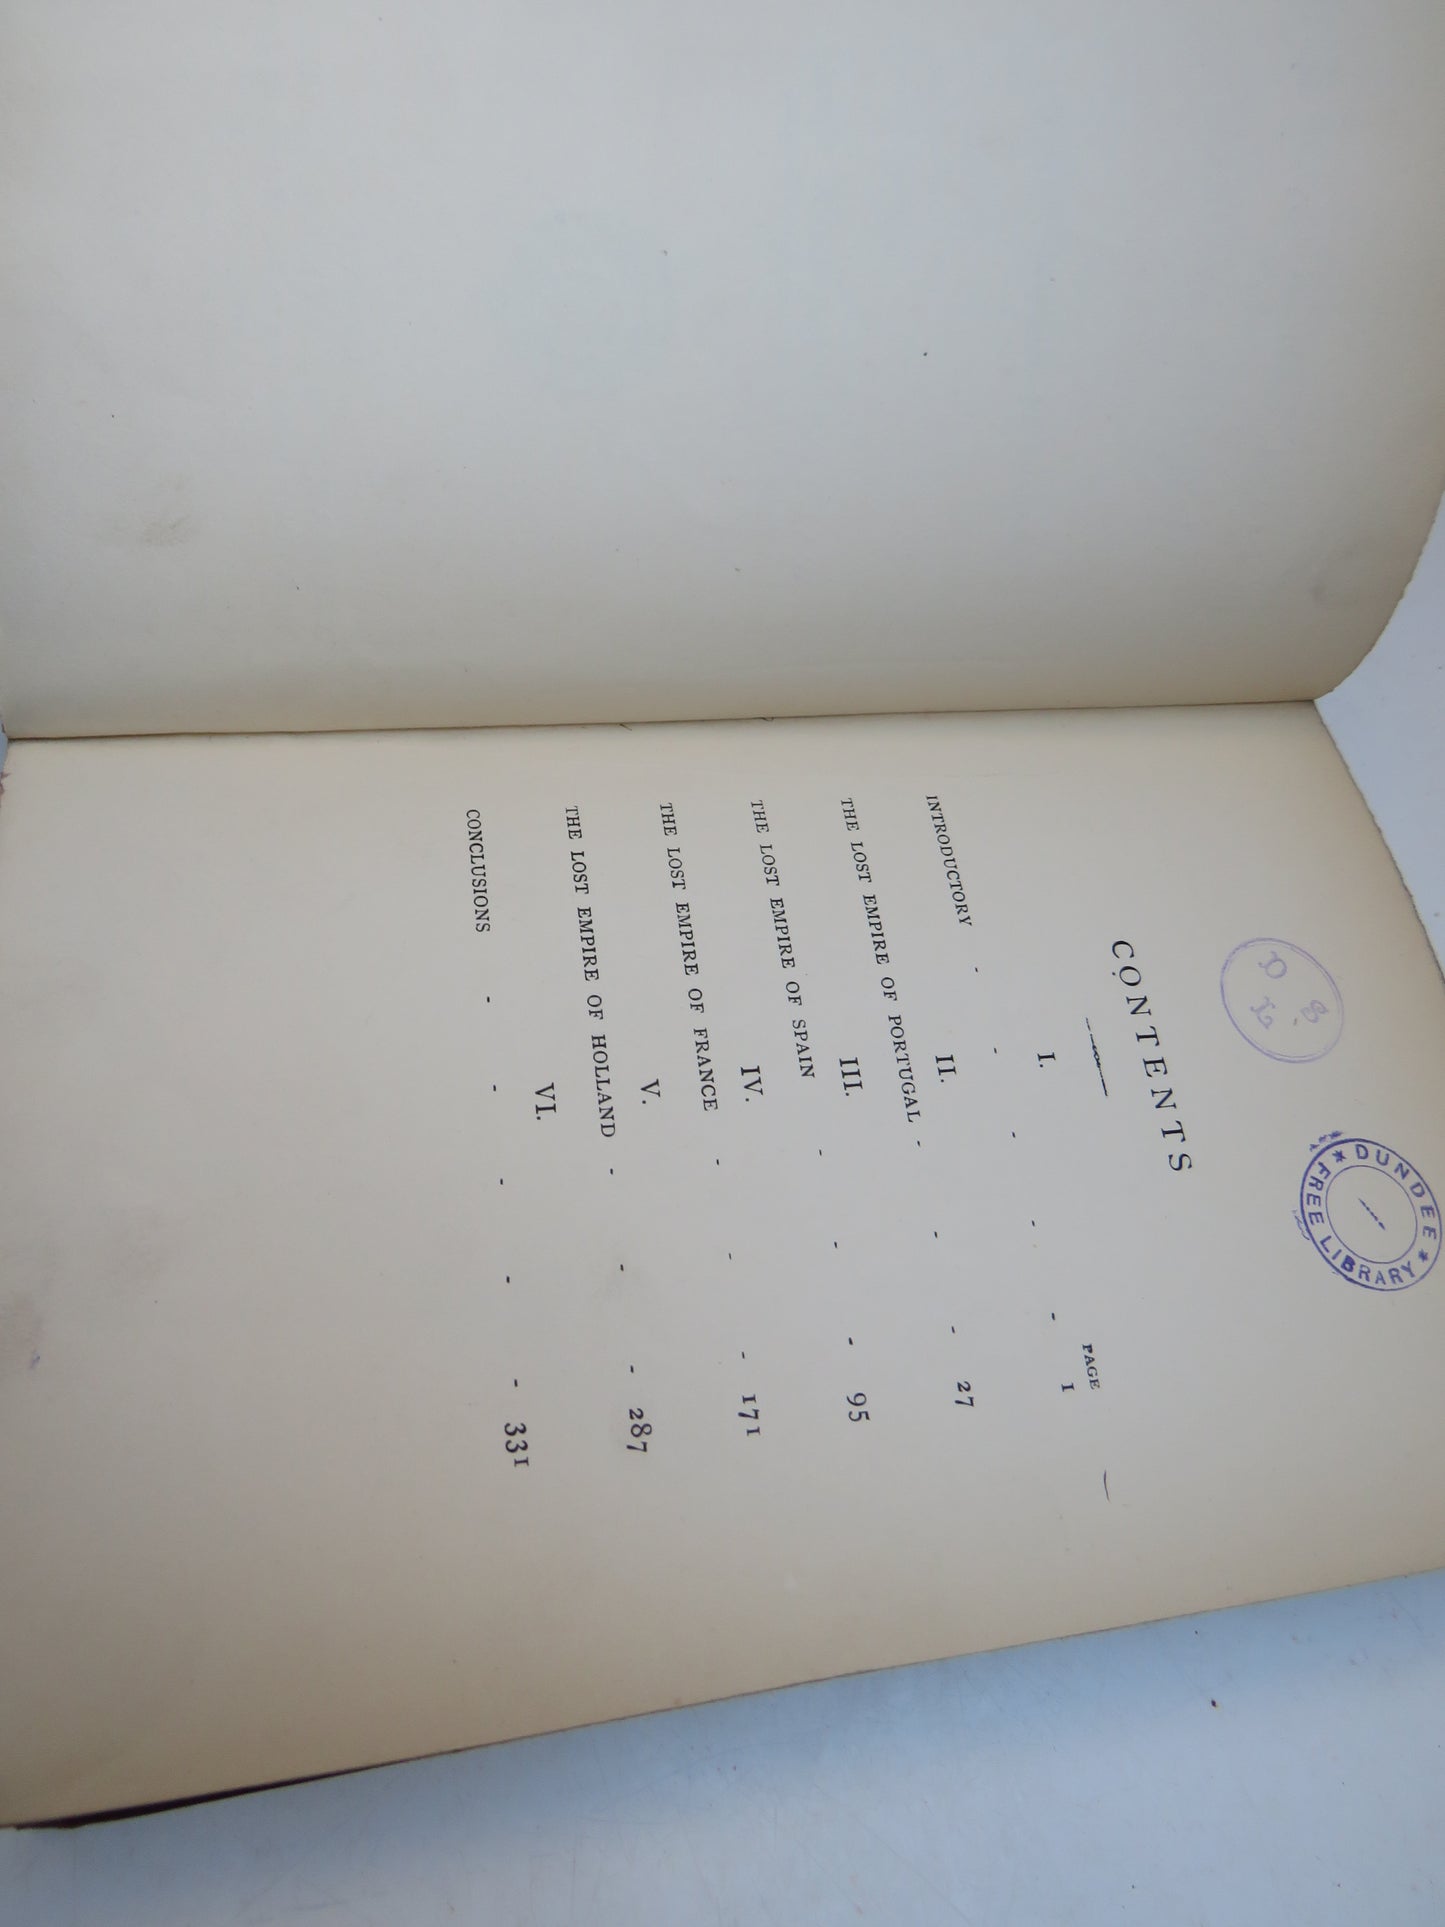 DUNDEE
FREE LIBRARY
CONTENTS
PAGE
I.
INTRODUCTORY - - - - - 1
II.
THE LOST EMPIRE OF PORTUGAL - - - 27
III.
THE LOST EMPIRE OF SPAIN - - - 95
IV.
THE LOST EMPIRE OF FRANCE - - - 171
V.
THE LOST EMPIRE OF HOLLAND - - - 287
VI.
CONCLUSIONS - - - - - 331